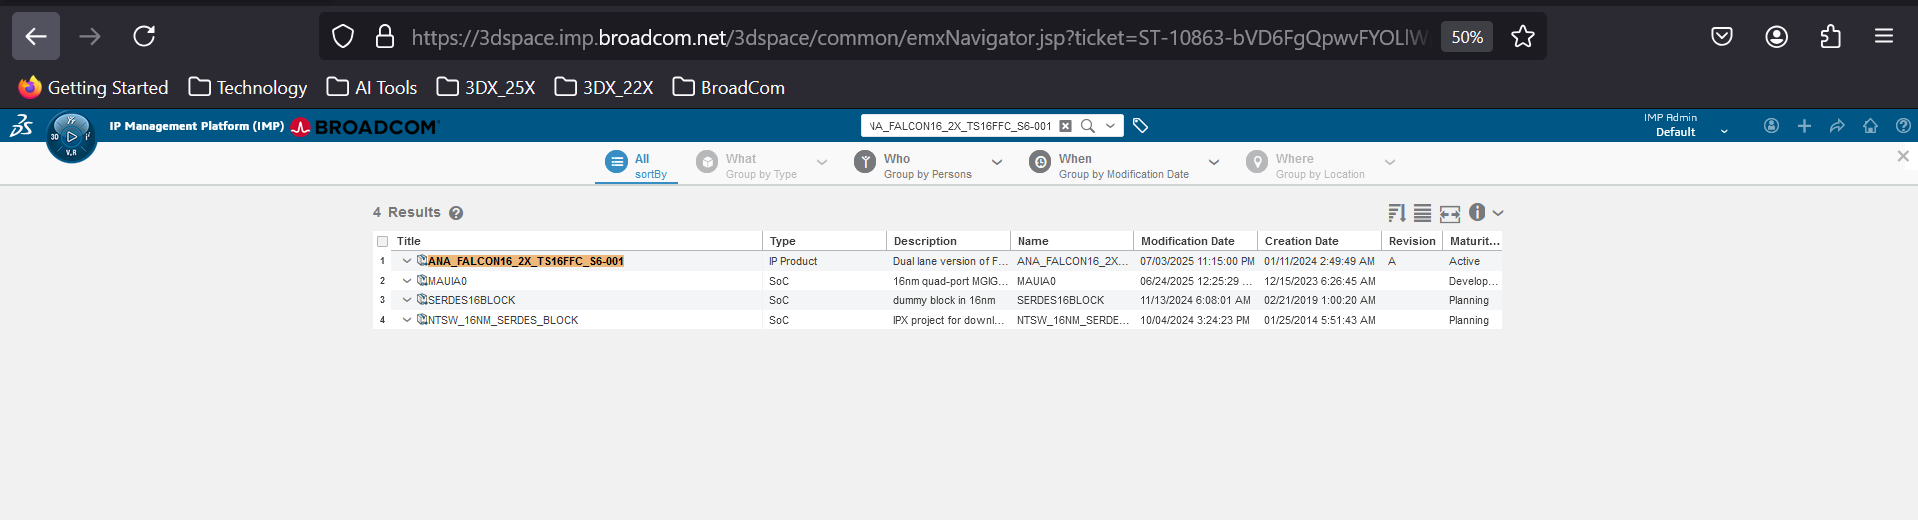 https://3dspace.imp.broadcom.net/3dspace/common/emxNavigator.jsp?ticket=ST-10863-bVD6FgQpwvFYOLlW 50%
Getting Started Technology AI Tools 3DX_25X 3DX_22X BroadCom
3D V.R IP Management Platform (IMP) BROADCOM NA_FALCON16_2X_TS16FFC_S6-001 IMP Admin
Default
All What Who When Where
sortBy Group by Type Group by Persons Group by Modification Date Group by Location
4 Results
Title Type Description Name Modification Date Creation Date Revision Maturit...
1 ANA_FALCON16_2X_TS16FFC_S6-001 IP Product Dual lane version of F... ANA_FALCON16_2X... 07/03/2025 11:15:00 PM 01/11/2024 2:49:49 AM A Active
2 MAUIA0 SoC 16nm quad-port MGIG... MAUIA0 06/24/2025 12:25:29 ... 12/15/2023 6:26:45 AM Develop...
3 SERDES16BLOCK SoC dummy block in 16nm SERDES16BLOCK 11/13/2024 6:08:01 AM 02/21/2019 1:00:20 AM Planning
4 NTSW_16NM_SERDES_BLOCK SoC IPX project for downl... NTSW_16NM_SERDE... 10/04/2024 3:24:23 PM 01/25/2014 5:51:43 AM Planning